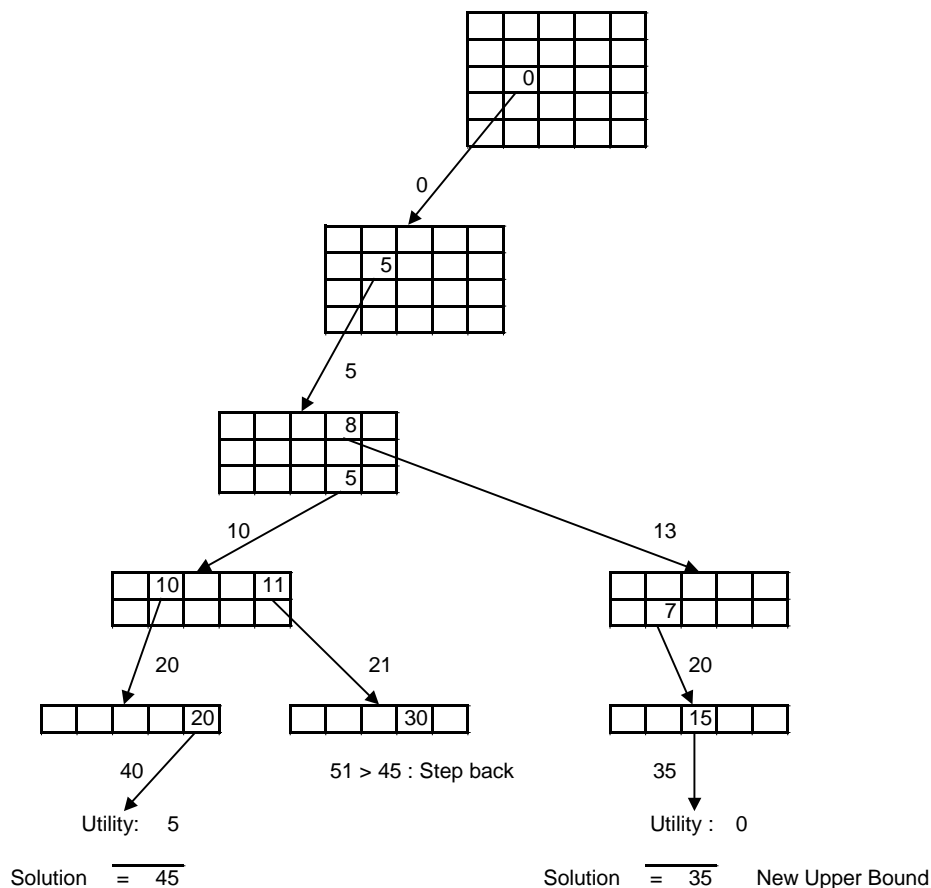 0
0
5
5
8
5
10
13
10 11
7
20 21 20
20 30 15
40 51 > 45 : Step back 35
Utility: 5 Utility : 0
Solution = 45 Solution = 35 New Upper Bound